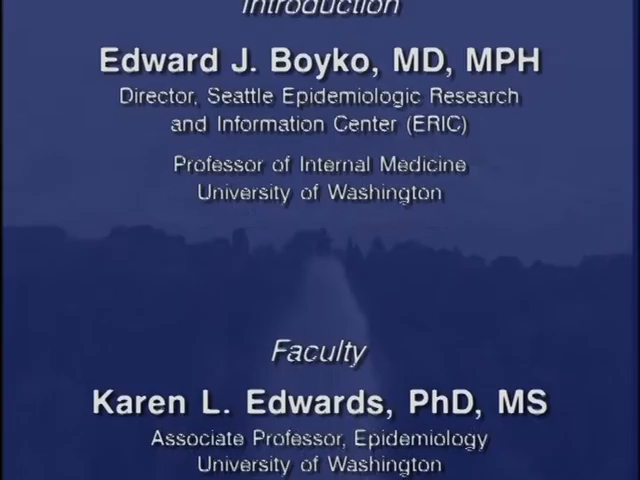 Introduction
Edward J. Boyko, MD, MPH
Director, Seattle Epidemiologic Research
and Information Center (ERIC)
Professor of Internal Medicine
University of Washington
Faculty
Karen L. Edwards, PhD, MS
Associate Professor, Epidemiology
University of Washington